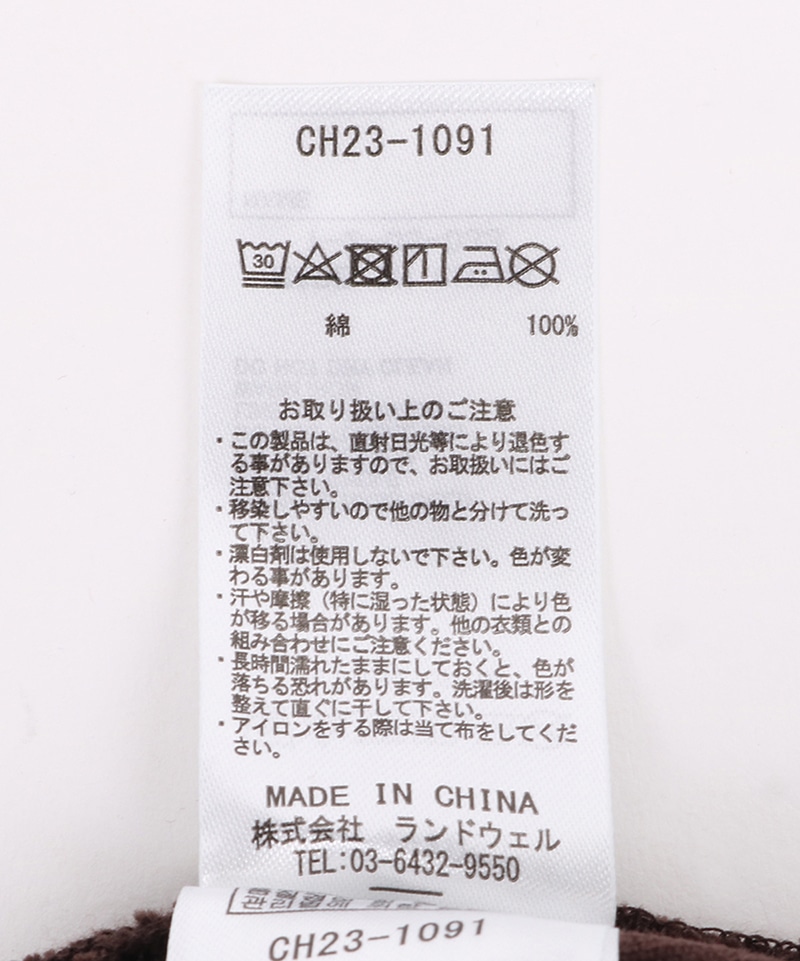 CH23-1091
30
綿 100%
お取り扱い上のご注意
・この製品は、直射日光等により退色す
る事がありますので、お取扱いにはご
注意下さい。
・移染しやすいので他の物と分けて洗っ
て下さい。
・漂白剤は使用しないで下さい。色が変
わる事があります。
・汗や摩擦（特に湿った状態）により色
が移る場合があります。他の衣類との
組み合わせにご注意ください。
・長時間濡れたままにしておくと、色が
落ちる恐れがあります。洗濯後は形を
整えて直ぐに干して下さい。
・アイロンをする際は当て布をしてくだ
さい。
MADE IN CHINA
株式会社 ランドウェル
TEL:03-6432-9550
CH23-1091